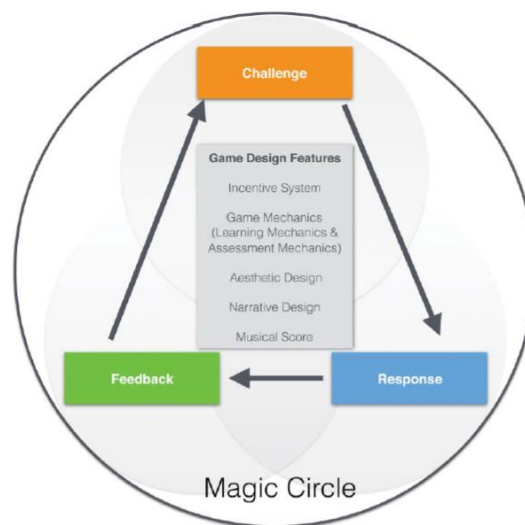 Challenge
Game Design Features
Incentive System
Game Mechanics
(Learning Mechanics &
Assessment Mechanics)
Aesthetic Design
Narrative Design
Musical Score
Feedback
Response
Magic Circle